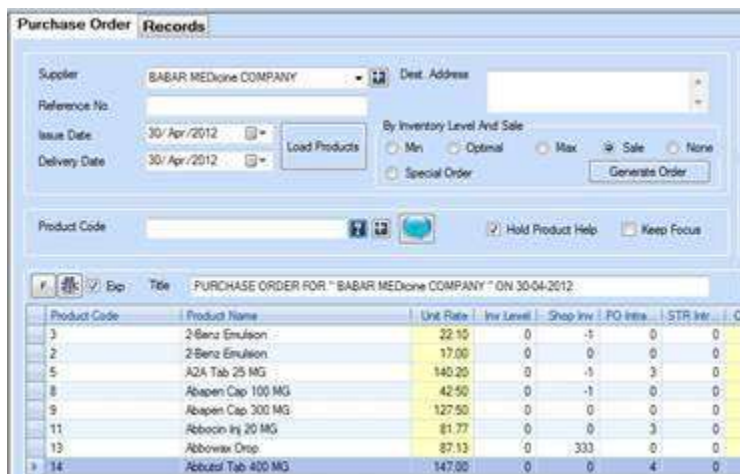 Purchase Order Records
Supplier BABAR MEDicine COMPANY Dest. Address
Reference No.
Issue Date 30/Apr/2012 Load Products By Inventory Level And Sale
Min Optimal Max Sale None
Delivery Date 30/Apr/2012
Special Order Generate Order
Product Code Hold Product Help Keep Focus
Exp Title PURCHASE ORDER FOR " BABAR MEDicine COMPANY " ON 30-04-2012
Product Code Product Name Unit Rate Inv Level Shop Inv PO Intra... STR Intr...
3 2-Benz Emulsion 22.10 0 -1 0 0
2 2-Benz Emulsion 17.00 0 0 0 0
5 A2A Tab 25 MG 140.20 0 -1 3 0
8 Abapen Cap 100 MG 42.50 0 -1 0 0
9 Abapen Cap 300 MG 127.50 0 0 0 0
11 Abbocin Inj 20 MG 81.77 0 0 3 0
13 Abbowax Drop 87.13 0 333 0 0
14 Abbutol Tab 400 MG 147.00 0 0 4 0